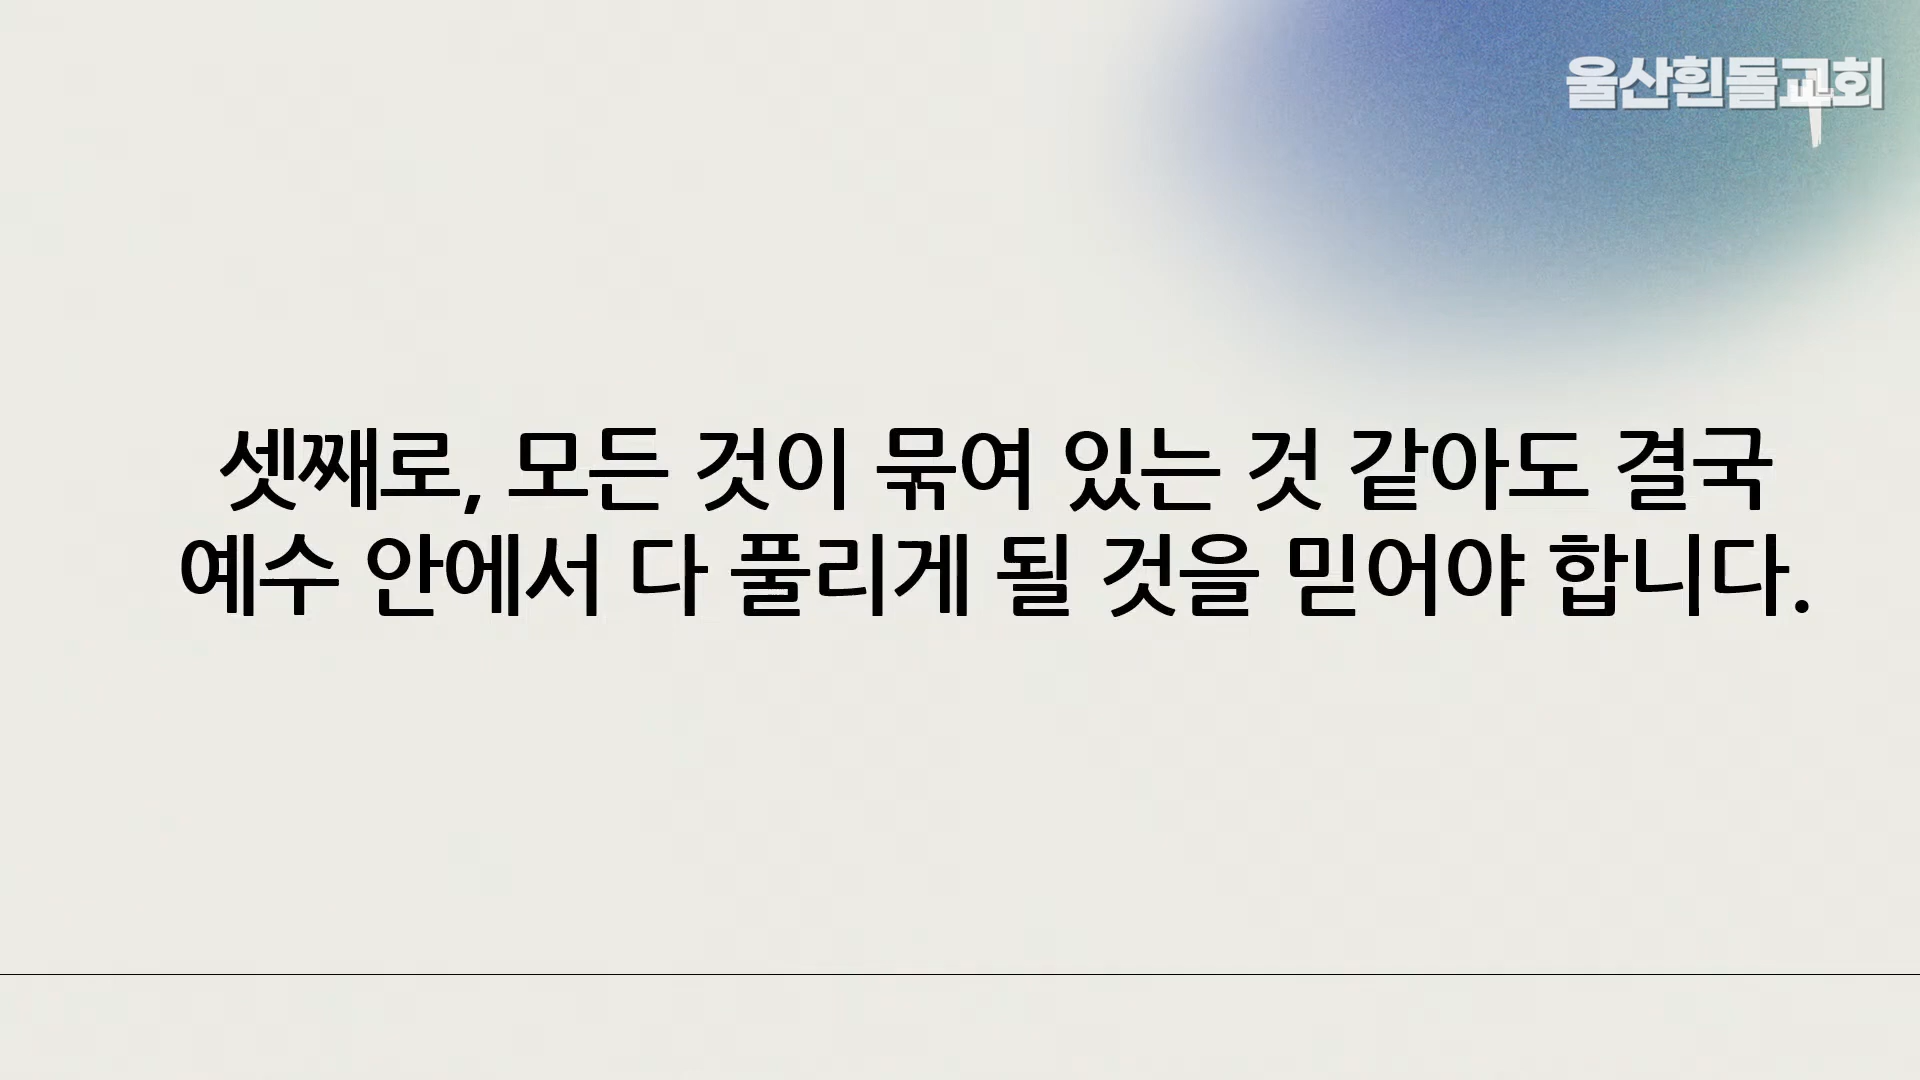 울산흰돌교회
셋째로, 모든 것이 묶여 있는 것 같아도 결국
예수 안에서 다 풀리게 될 것을 믿어야 합니다.